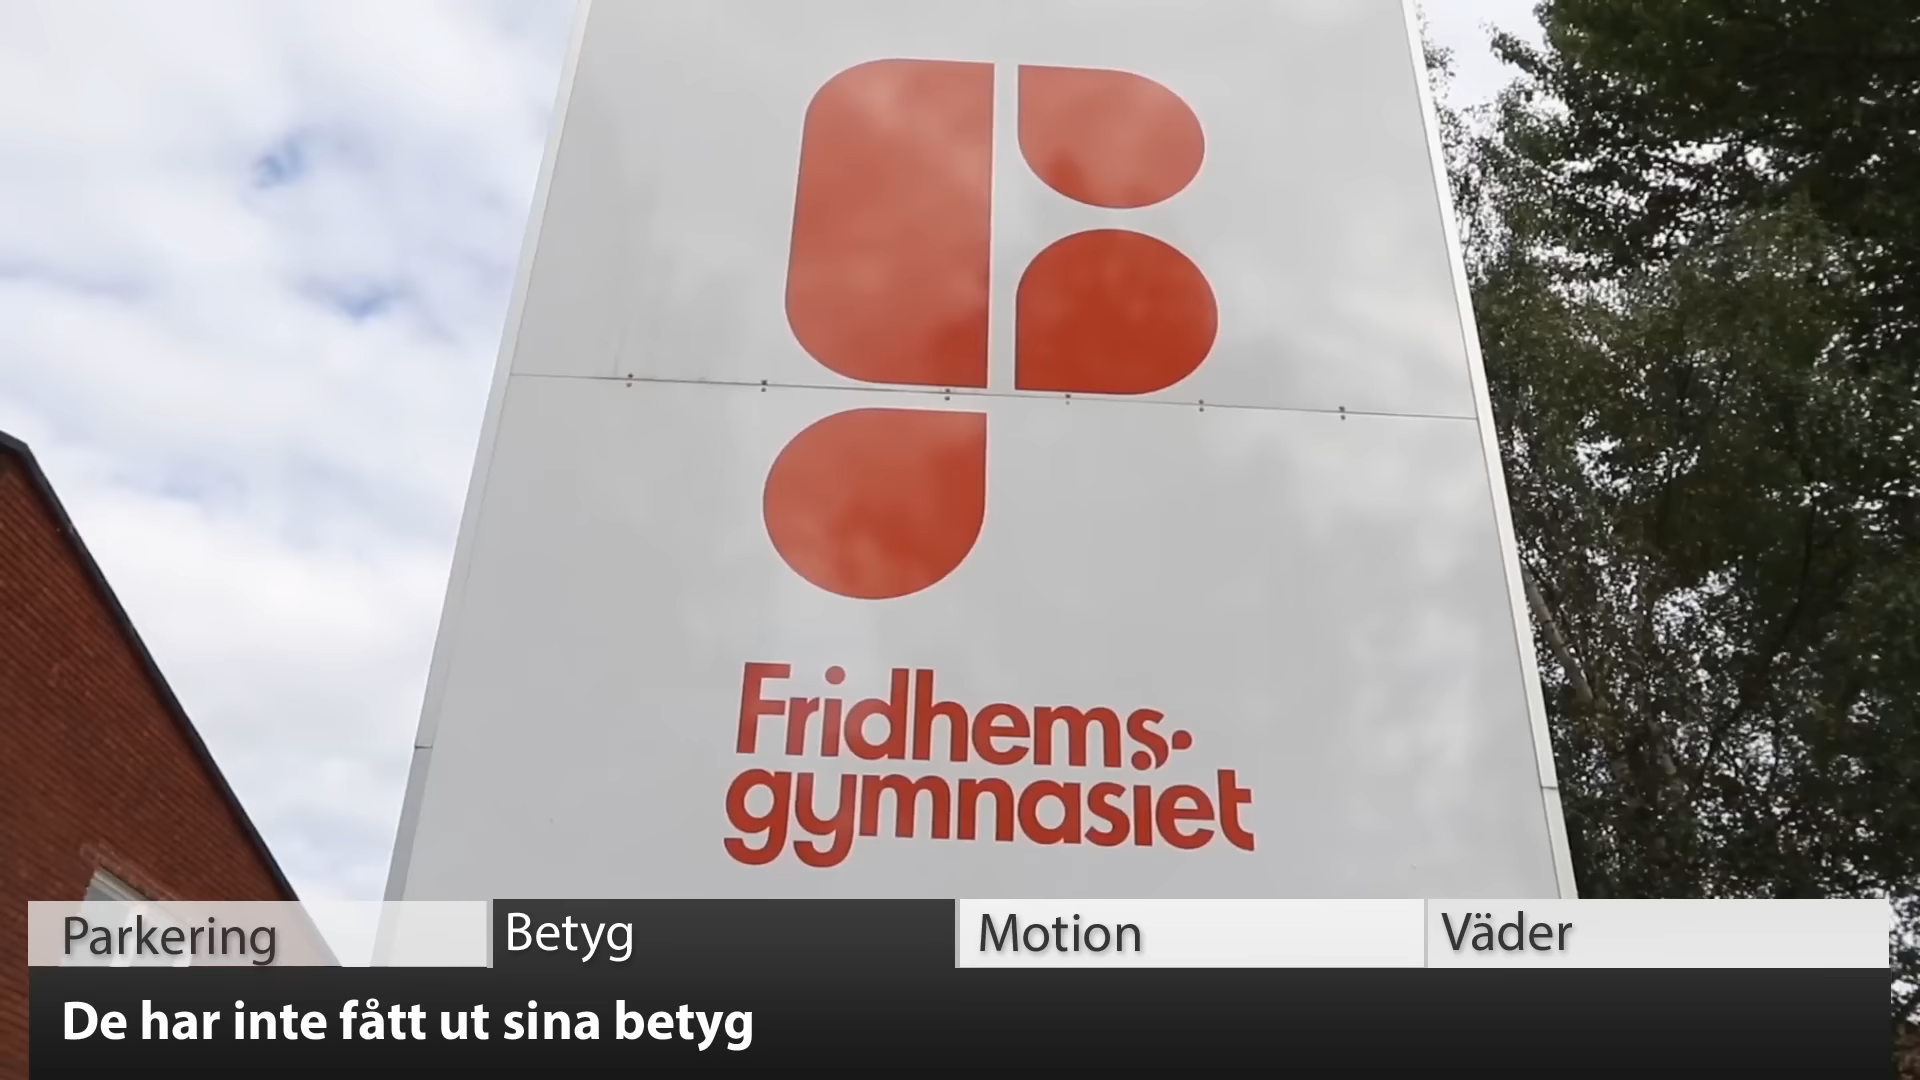 Fridhems-
gymnasiet
Parkering
Betyg
Motion
Väder
De har inte fått ut sina betyg